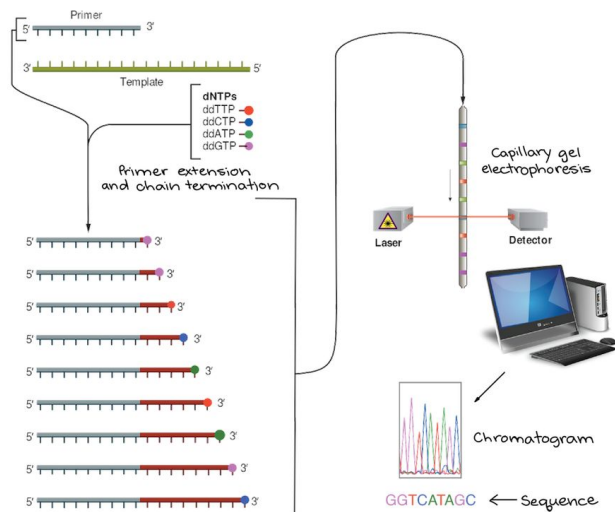 Primer
5' 3'
3' 5'
Template
dNTPs
ddTTP
ddCTP
ddATP
ddGTP
Primer extension
and chain termination
5' 3'
5' 3'
5' 3'
5' 3'
5' 3'
5' 3'
5' 3'
5' 3'
5' 3'
Capillary gel
electrophoresis
Laser
Detector
Chromatogram
GGTCATAGC
Sequence